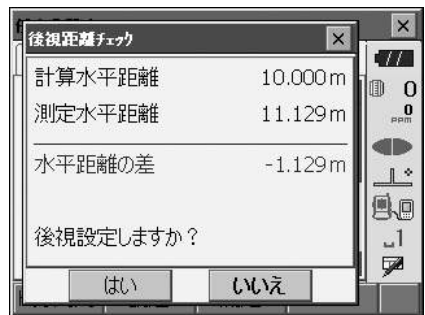 後視距離チェック
計算水平距離 10.000m
測定水平距離 11.129m
水平距離の差 -1.129m
後視設定しますか？
はい いいえ
0
0
PPM
1